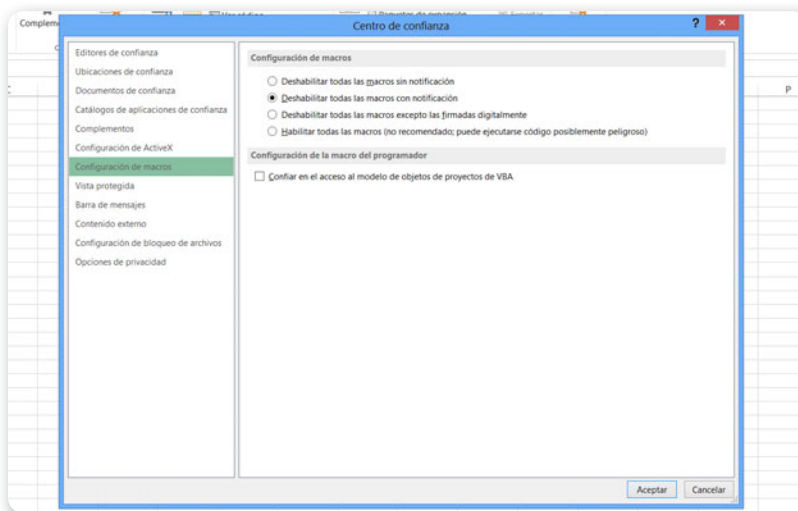 Centro de confianza
?
Complem
Editores de confianza
Ubicaciones de confianza
Documentos de confianza
Catálogos de aplicaciones de confianza
Complementos
Configuración de ActiveX
Configuración de macros
Vista protegida
Barra de mensajes
Contenido externo
Configuración de bloqueo de archivos
Opciones de privacidad
Configuración de macros
Deshabilitar todas las macros sin notificación
Deshabilitar todas las macros con notificación
Deshabilitar todas las macros excepto las firmadas digitalmente
Habilitar todas las macros (no recomendado; puede ejecutarse código posiblemente peligroso)
Configuración de la macro del programador
Confiar en el acceso al modelo de objetos de proyectos de VBA
P
Aceptar
Cancelar